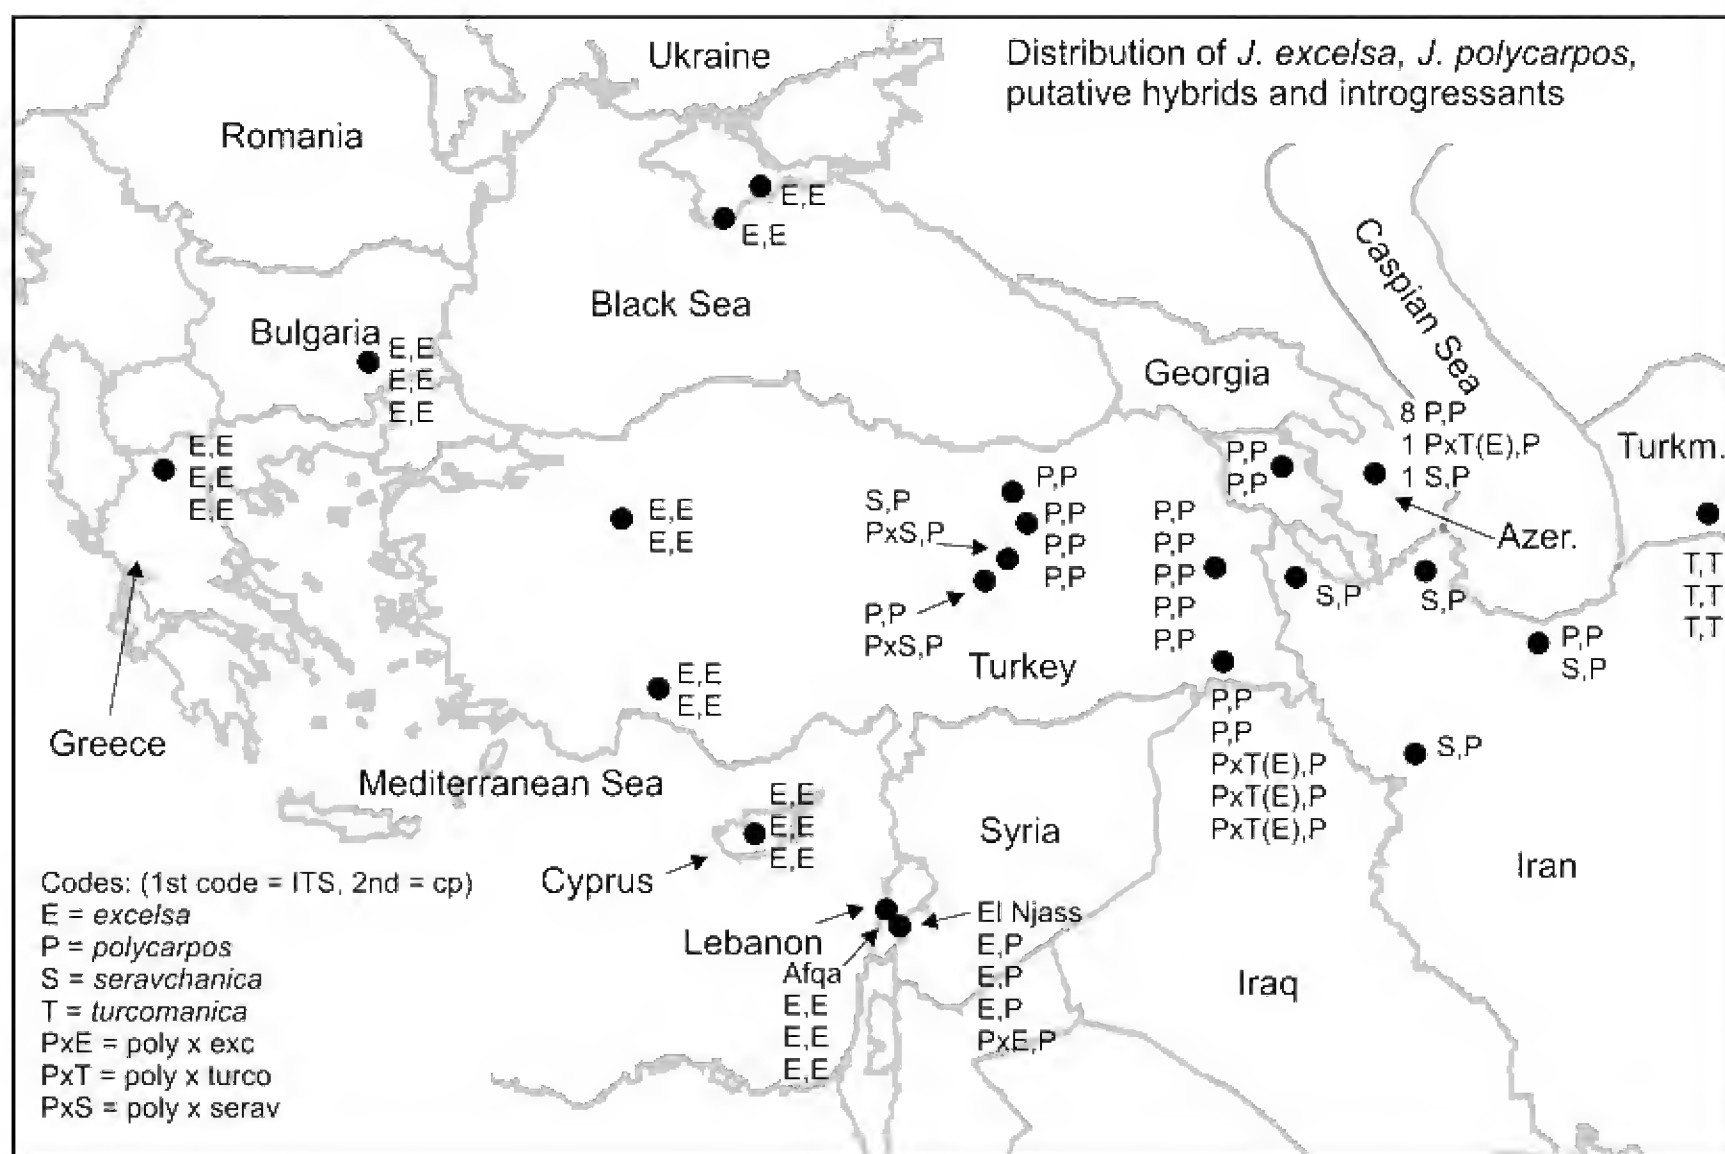 Distribution of J. excelsa, J. polycarpos,
putative hybrids and introgressants
Ukraine
Romania
E,E
E,E
Black Sea
Bulgaria
E,E
E,E
E,E
Caspian Sea
Georgia
8 P,P
1 PxT(E),P
1 S,P
Azer.
Turkm.
T,T
T,T
T,T
E,E
E,E
E,E
Greece
E,E
E,E
E,E
E,E
S,P
PxS,P
P,P
PxS,P
P,P
P,P
P,P
P,P
Turkey
P,P
P,P
P,P
P,P
P,P
P,P
P,P
S,P
S,P
P,P
S,P
S,P
P,P
P,P
PxT(E),P
PxT(E),P
PxT(E),P
Mediterranean Sea
E,E
E,E
E,E
Cyprus
Syria
Iran
Iraq
Lebanon
Afqa
E,E
E,E
E,E
El Njass
E,P
E,P
E,P
PxE,P
Codes: (1st code = ITS, 2nd = cp)
E = excelsa
P = polycarpos
S = seravchanica
T = turcomanica
PxE = poly x exc
PxT = poly x turco
PxS = poly x serav